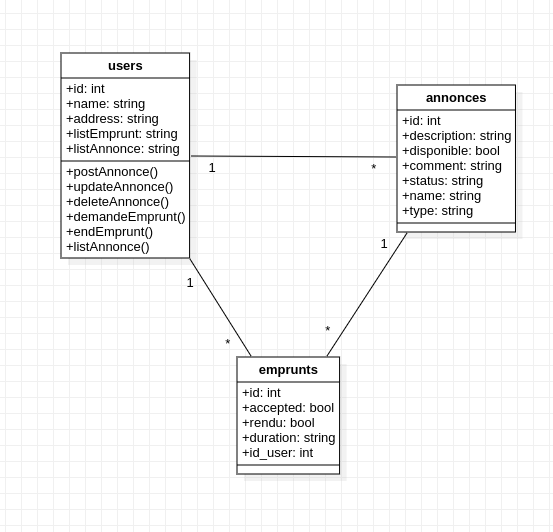 users
+id: int
+name: string
+address: string
+listEmprunt: string
+listAnnonce: string
+postAnnonce()
+updateAnnonce()
+deleteAnnonce()
+demandeEmprunt()
+endEmprunt()
+listAnnonce()
annonces
+id: int
+description: string
+disponible: bool
+comment: string
+status: string
+name: string
+type: string
1
*
1
*
1
*
emprunts
+id: int
+accepted: bool
+rendu: bool
+duration: string
+id_user: int